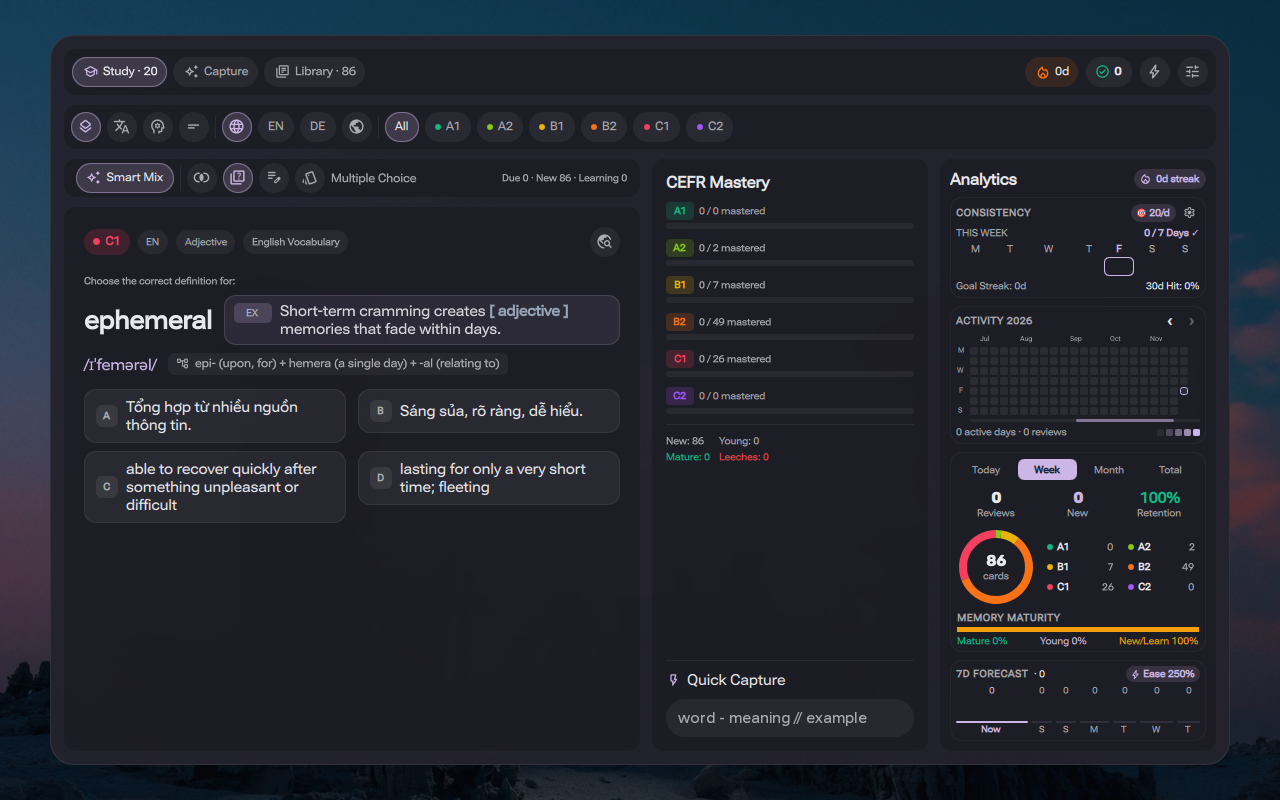 Study · 20
Capture
Library · 86
0d
0
EN
DE
All
A1
A2
B1
B2
C1
C2
Smart Mix
Multiple Choice
Due 0 · New 86 · Learning 0
C1
EN
Adjective
English Vocabulary
Choose the correct definition for:
ephemeral
EX
Short-term cramming creates [ adjective ]
memories that fade within days.
/ɪˈfemərəl/
epi- (upon, for) + hemera (a single day) + -al (relating to)
A
Tổng hợp từ nhiều nguồn
thông tin.
B
Sáng sủa, rõ ràng, dễ hiểu.
C
able to recover quickly after
something unpleasant or
difficult
D
lasting for only a very short
time; fleeting
CEFR Mastery
A1 0 / 0 mastered
A2 0 / 2 mastered
B1 0 / 7 mastered
B2 0 / 49 mastered
C1 0 / 26 mastered
C2 0 / 0 mastered
New: 86 Young: 0
Mature: 0 Leeches: 0
Quick Capture
word - meaning // example
Analytics
0d streak
CONSISTENCY
20/d
THIS WEEK
0 / 7 Days ✓
M T W T F S S
Goal Streak: 0d
30d Hit: 0%
ACTIVITY 2026
Jul Aug Sep Oct Nov
M
W
F
S
0 active days · 0 reviews
Today Week Month Total
0 0 100%
Reviews New Retention
86
cards
A1 0 A2 2
B1 7 B2 49
C1 26 C2 0
MEMORY MATURITY
Mature 0% Young 0% New/Learn 100%
7D FORECAST · 0
Ease 250%
0 0 0 0 0 0 0
Now S S M T W T